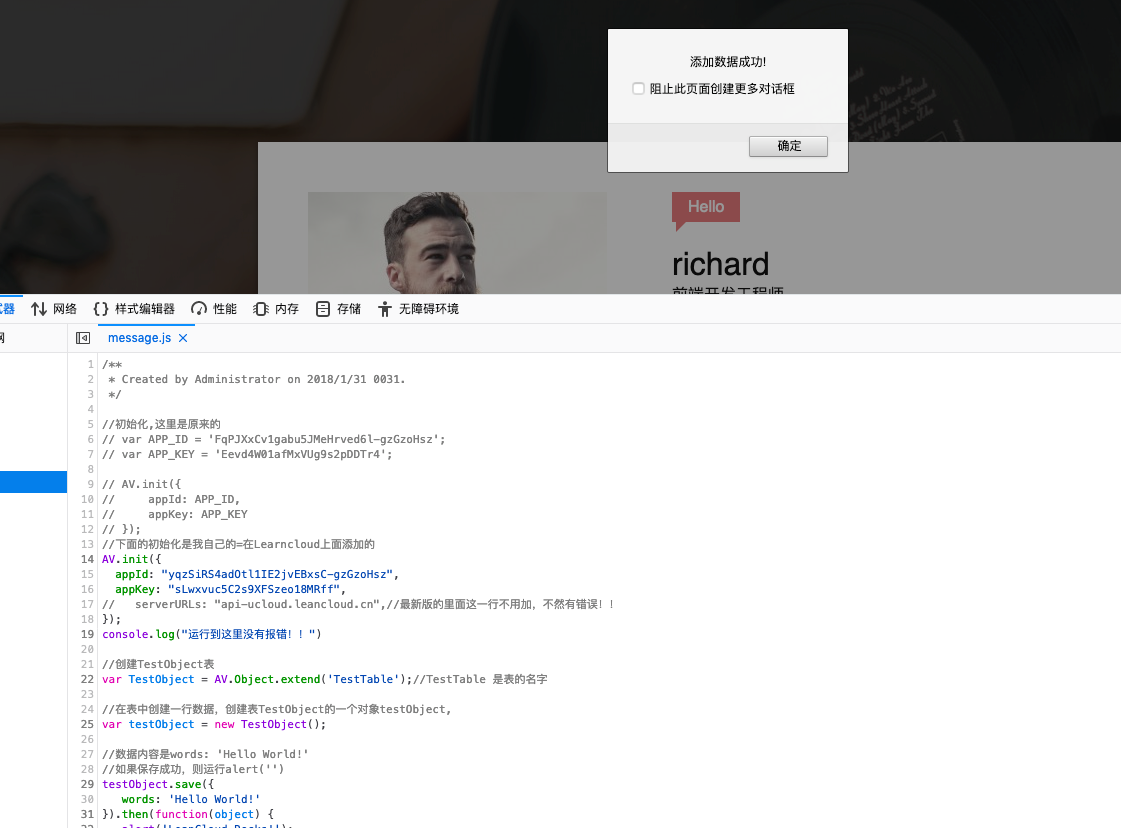 添加数据成功!
阻止此页面创建更多对话框
确定
Hello
richard
前端开发工程师
器 网络 {} 样式编辑器 性能 内存 存储 无障碍环境
message.js
1 /**
2  * Created by Administrator on 2018/1/31 0031.
3  */
4
5 //初始化,这里是原来的
6 // var APP_ID = 'FqPJXxCv1gabu5JMeHrved6l-gzGzoHsz';
7 // var APP_KEY = 'Eevd4W01afMxVUg9s2pDDTr4';
8
9 // AV.init({
10 //     appId: APP_ID,
11 //     appKey: APP_KEY
12 // });
13 //下面的初始化是我自己的=在Learncloud上面添加的
14 AV.init({
15   appId: "yqzSiRS4adOtl1IE2jvEBxsC-gzGzoHsz",
16   appKey: "sLwxvuc5C2s9XFSzeo18MRff",
17 //   serverURLs: "api-ucloud.leancloud.cn",//最新版的里面这一行不用加，不然有错误！！
18 });
19 console.log("运行到这里没有报错！！")
20
21 //创建TestObject表
22 var TestObject = AV.Object.extend('TestTable');//TestTable 是表的名字
23
24 //在表中创建一行数据，创建表TestObject的一个对象testObject,
25 var testObject = new TestObject();
26
27 //数据内容是words: 'Hello World!'
28 //如果保存成功，则运行alert('')
29 testObject.save({
30    words: 'Hello World!'
31 }).then(function(object) {